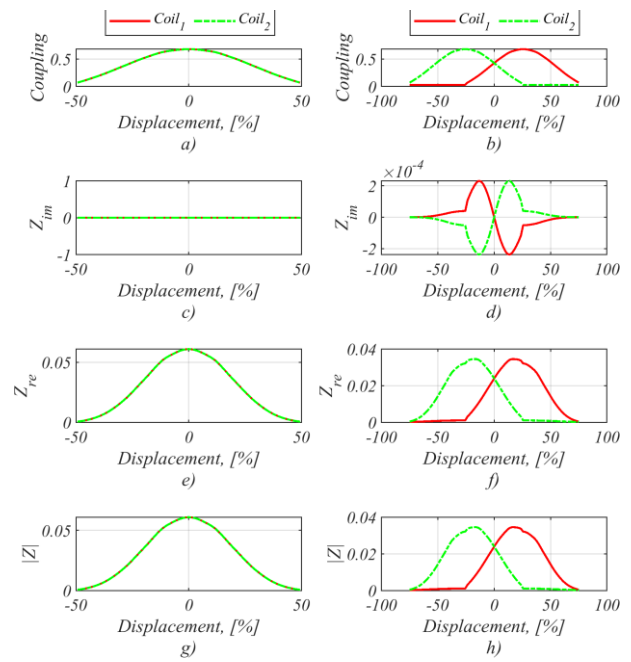 Coil1 Coil2 Coil1 Coil2
Coupling 0.5 0 Coupling 0.5 0
-50 0 50 -100 -50 0 50 100
Displacement, [%] Displacement, [%]
a) b)
×10-4
Zim 1 0 -1 Zim 2 0 -2
-50 0 50 -100 -50 0 50 100
Displacement, [%] Displacement, [%]
c) d)
Zre 0.05 0 Zre 0.04 0.02 0
-50 0 50 -100 -50 0 50 100
Displacement, [%] Displacement, [%]
e) f)
|Z| 0.05 0 |Z| 0.04 0.02 0
-50 0 50 -100 -50 0 50 100
Displacement, [%] Displacement, [%]
g) h)